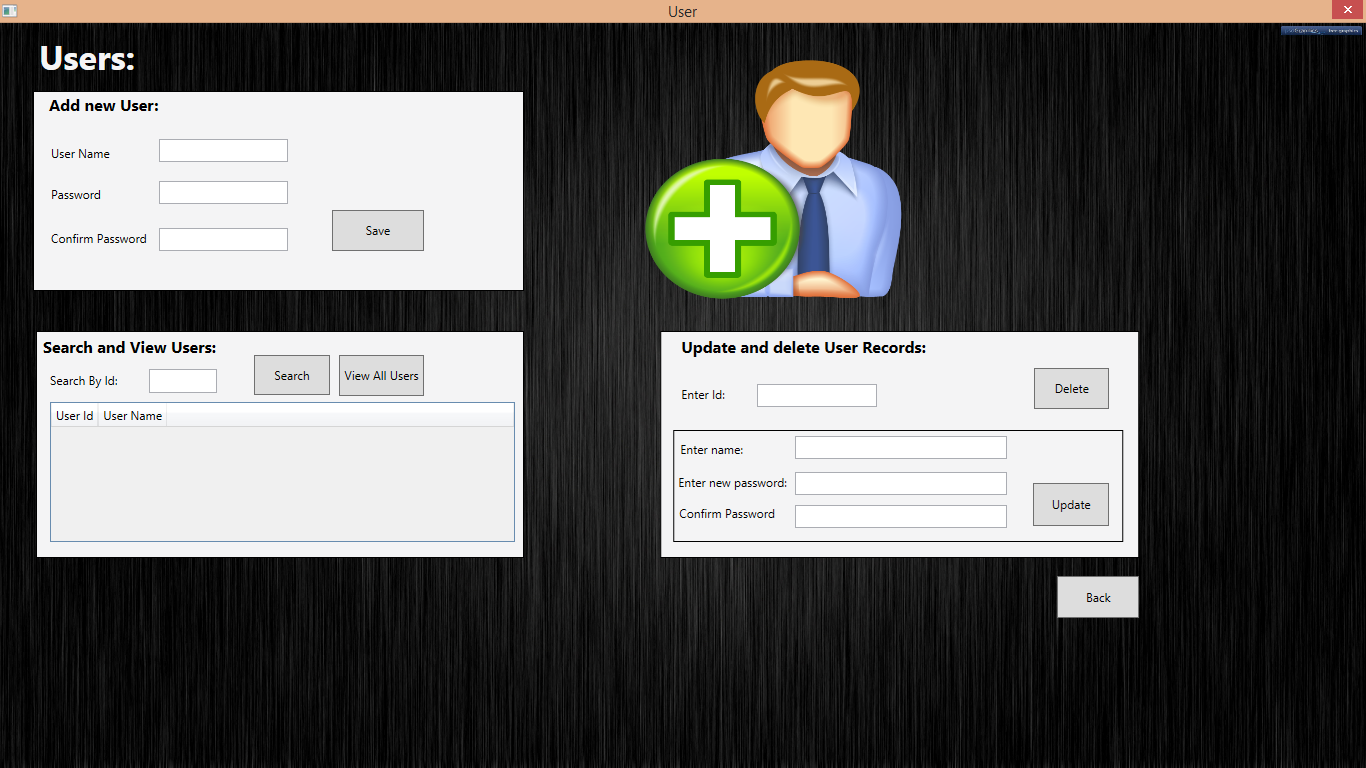 User
Users:
Add new User:
User Name
Password
Confirm Password
Save
Search and View Users:
Search By Id:
Search
View All Users
User Id User Name
Update and delete User Records:
Enter Id:
Delete
Enter name:
Enter new password:
Confirm Password
Update
Back